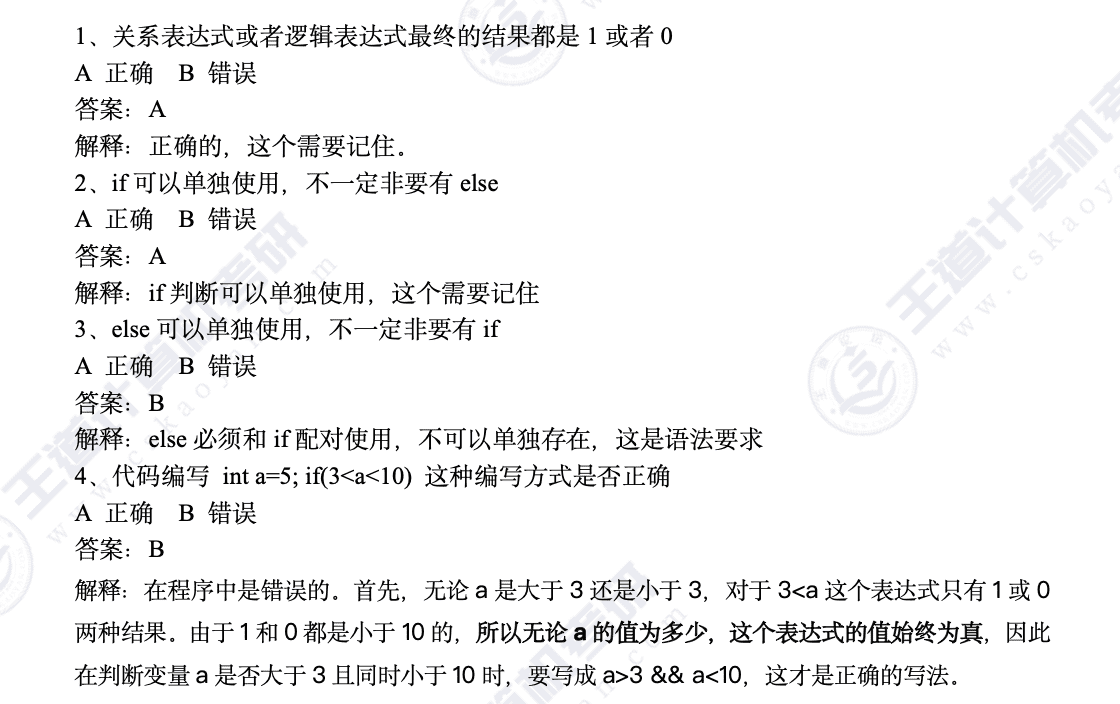 1、关系表达式或者逻辑表达式最终的结果都是 1 或者 0
A 正确 B 错误
答案：A
解释：正确的，这个需要记住。
2、if 可以单独使用，不一定非要有 else
A 正确 B 错误
答案：A
解释：if 判断可以单独使用，这个需要记住
3、else 可以单独使用，不一定非要有 if
A 正确 B 错误
答案：B
解释：else 必须和 if 配对使用，不可以单独存在，这是语法要求
4、代码编写 int a=5; if(3<a<10) 这种编写方式是否正确
A 正确 B 错误
答案：B
解释：在程序中是错误的。首先，无论 a 是大于 3 还是小于 3，对于 3<a 这个表达式只有 1 或 0
两种结果。由于 1 和 0 都是小于 10 的，所以无论 a 的值为多少，这个表达式的值始终为真，因此
在判断变量 a 是否大于 3 且同时小于 10 时，要写成 a>3 && a<10，这才是正确的写法。
王道计算机考研
www.cskaoya